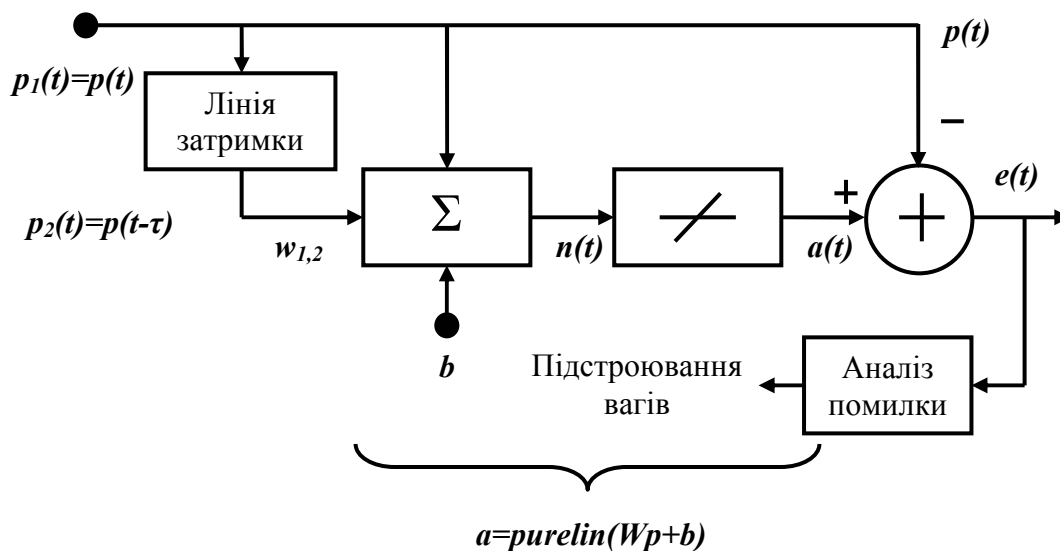 p(t)
p₁(t)=p(t)
Лінія
затримки
–
p₂(t)=p(t-τ)
w₁,₂
Σ
n(t)
+
a(t)
+
e(t)
b
Підстроювання
вагів
Аналіз
помилки
a=purelin(Wp+b)